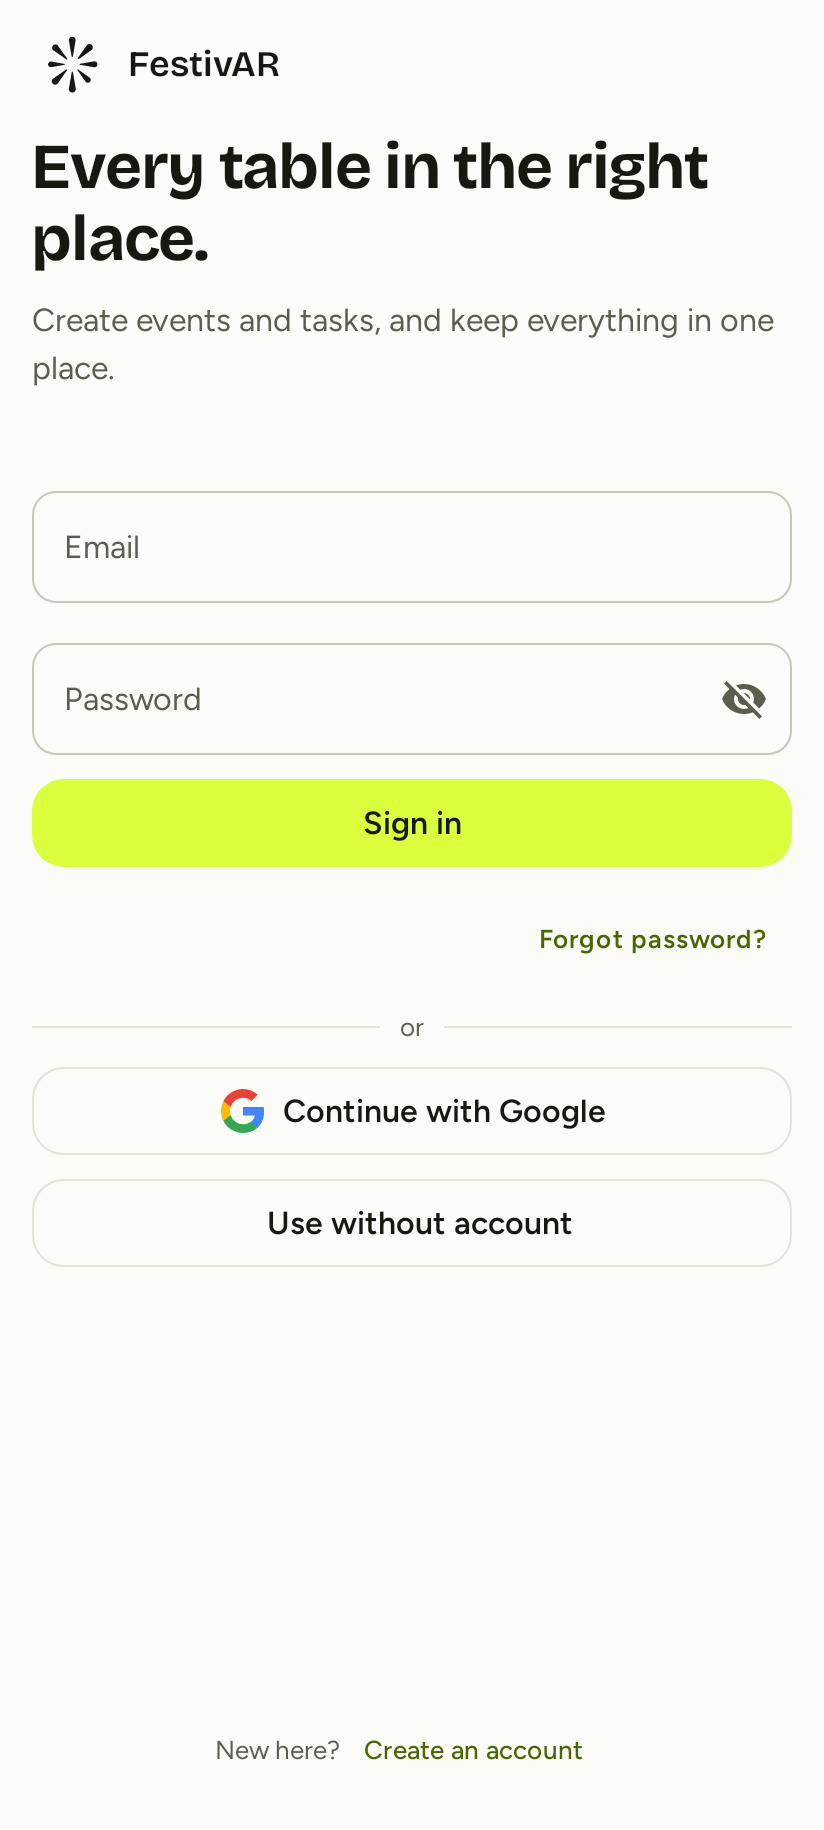 FestivAR
Every table in the right
place.
Create events and tasks, and keep everything in one
place.
Email
Password
Sign in
Forgot password?
or
Continue with Google
Use without account
New here? Create an account